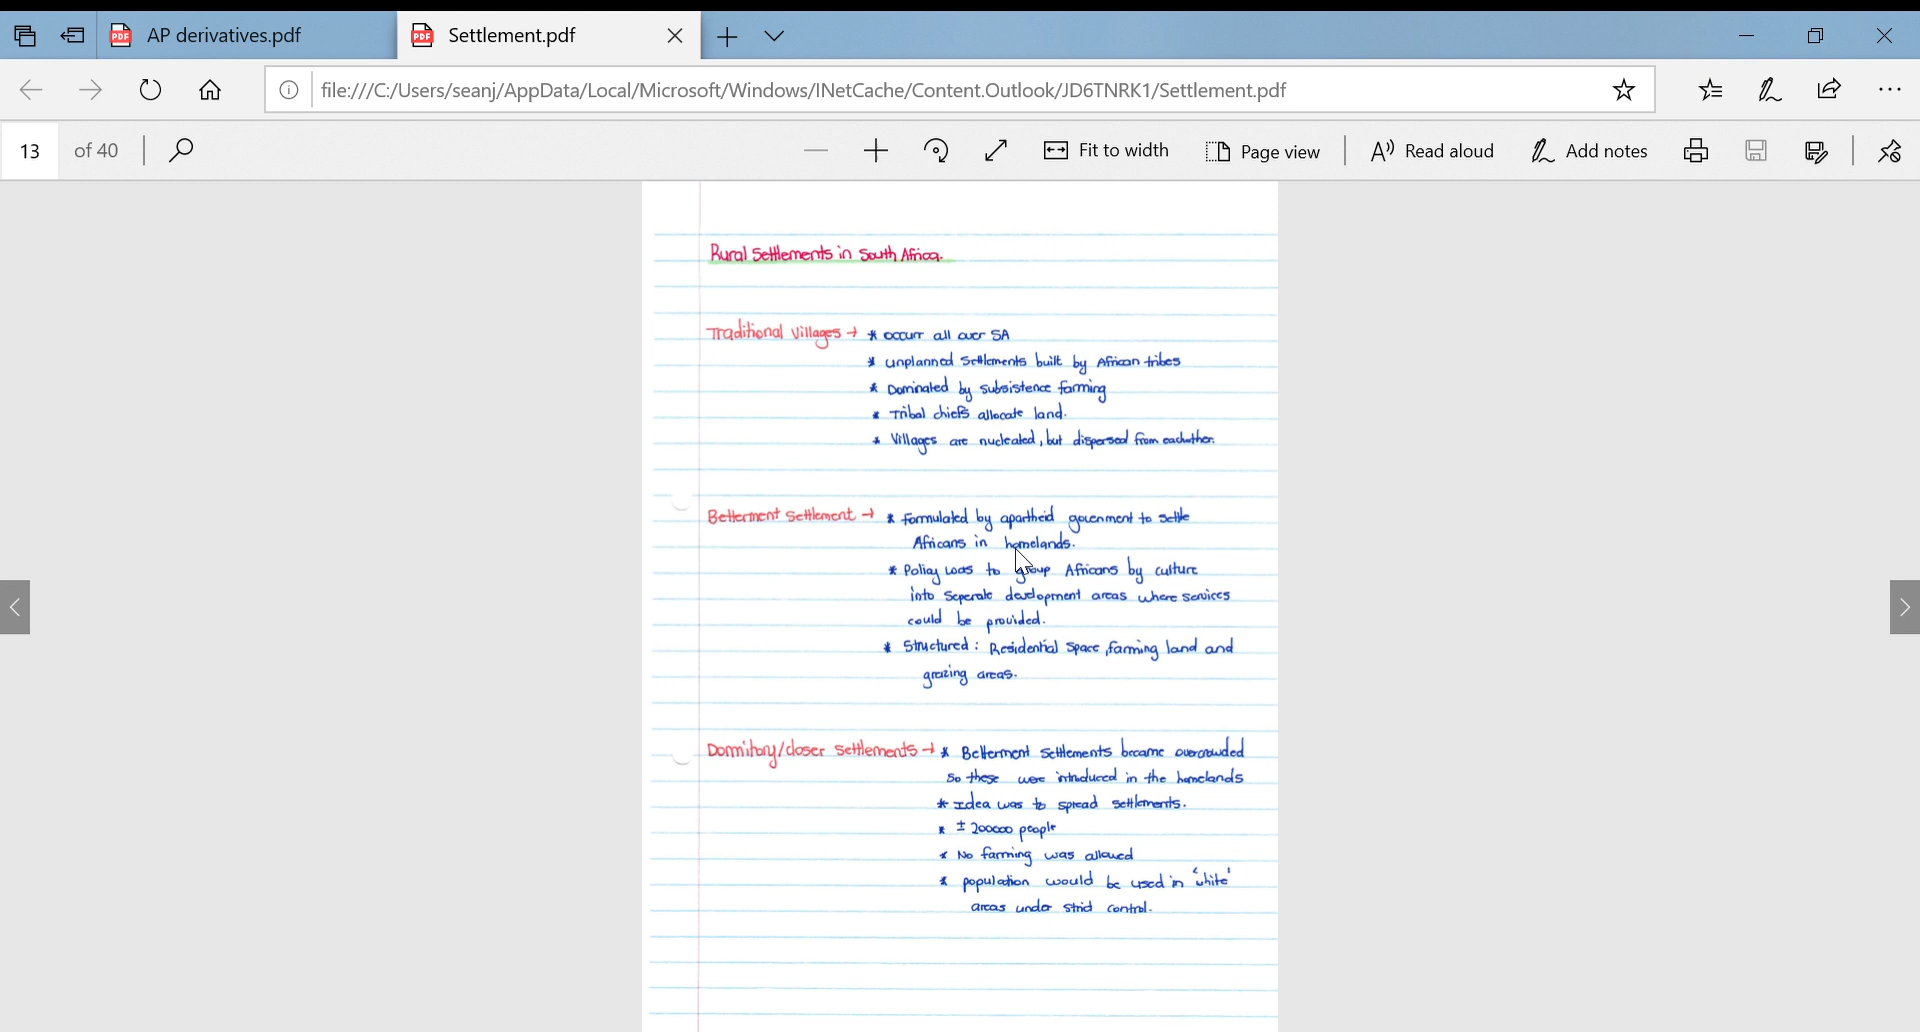 AP derivatives.pdf
Settlement.pdf
file:///C:/Users/seanj/AppData/Local/Microsoft/Windows/INetCache/Content.Outlook/JD6TNRK1/Settlement.pdf
13 of 40
Fit to width
Page view
Read aloud
Add notes
Rural Settlements in South Africa.
Traditional Villages → * occurr all over SA
* unplanned settlements built by African tribes
* Dominated by subsistence farming
* Tribal chiefs allocate land.
* Villages are nucleated, but dispersed from eachother.
Betterment Settlement → * formulated by apartheid government to settle
Africans in homelands.
* Policy was to group Africans by culture
into seperate development areas where services
could be provided.
* Structured: Residential space, farming land and
grazing areas.
Dormitory/closer settlements → * Betterment settlements became overcrowded
so these were introduced in the homelands
* Idea was to spread settlements.
* ± 200000 people
* No farming was allowed
* population would be used in 'white'
areas under strict control.